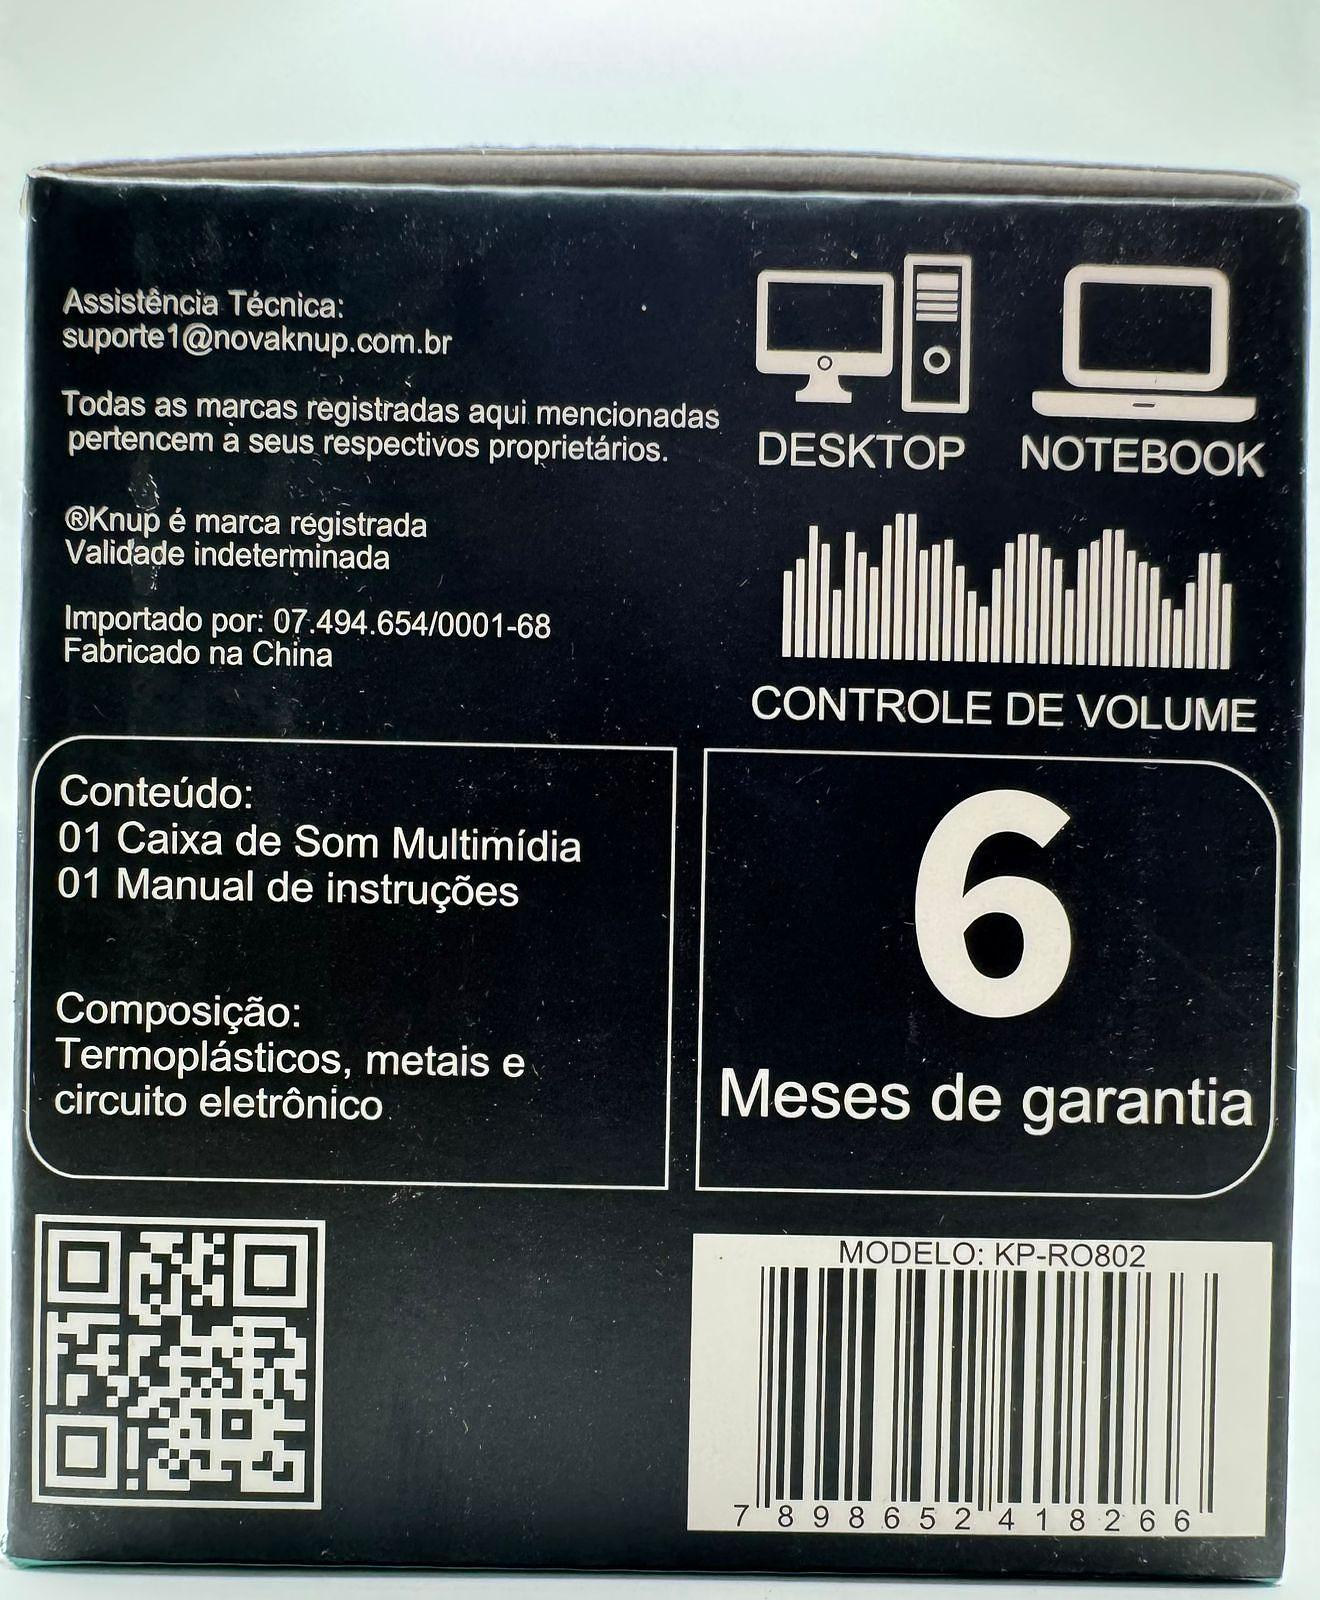 Assistência Técnica:
suporte1@novaknup.com.br
Todas as marcas registradas aqui mencionadas
pertencem a seus respectivos proprietários.
®Knup é marca registrada
Validade indeterminada
Importado por: 07.494.654/0001-68
Fabricado na China
DESKTOP
NOTEBOOK
CONTROLE DE VOLUME
Conteúdo:
01 Caixa de Som Multimídia
01 Manual de instruções
Composição:
Termoplásticos, metais e
circuito eletrônico
6
Meses de garantia
MODELO: KP-RO802
7 898652 418266